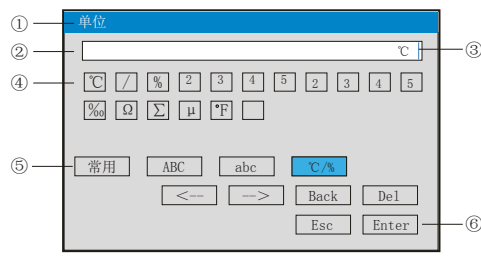 ① 单位
② ℃ ③
④ ℃ / % ² ³ ⁴ ⁵ ₂ ₃ ₄ ₅
‰ Ω Σ μ °F
⑤ 常用 ABC abc ℃/%
<-- --> Back Del
Esc Enter ⑥